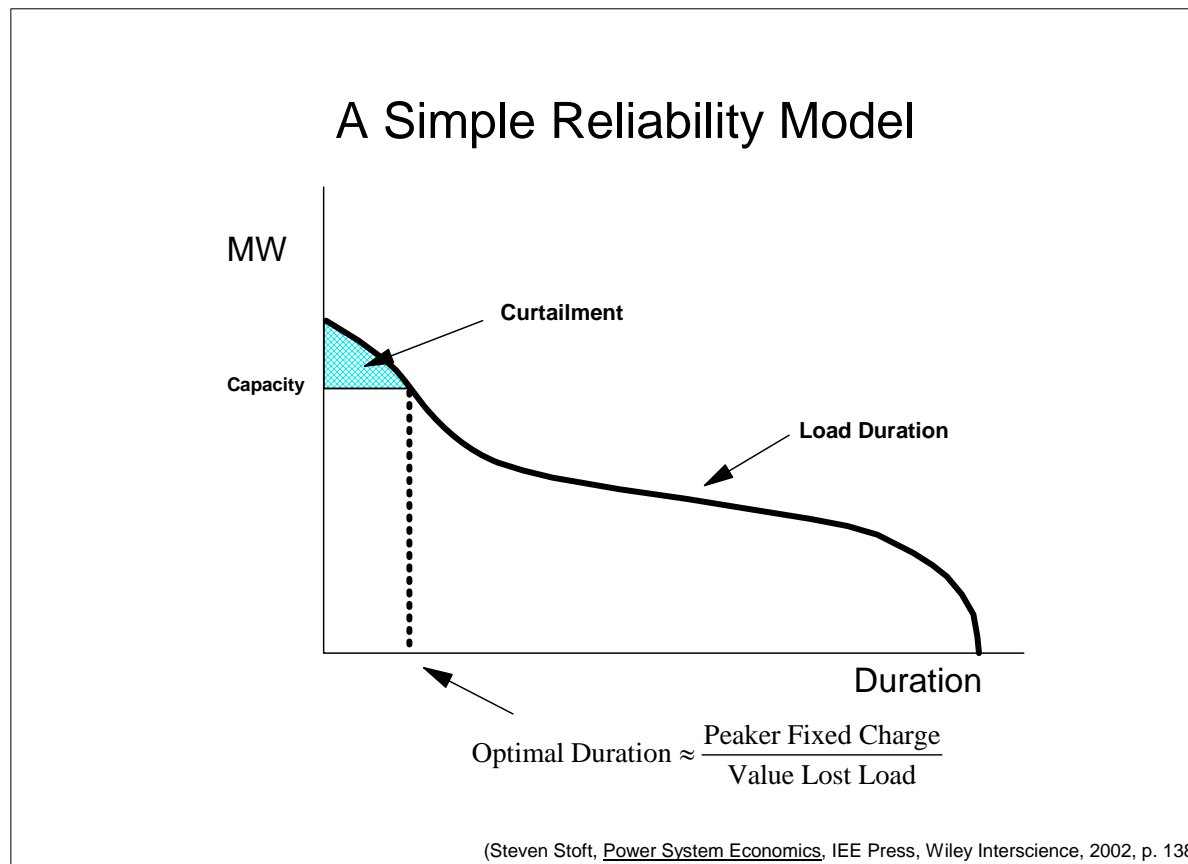 A Simple Reliability Model
MW
Curtailment
Capacity
Load Duration
Duration
Optimal Duration ≈ Peaker Fixed Charge
Value Lost Load
(Steven Stoft, Power System Economics, IEE Press, Wiley Interscience, 2002, p. 138